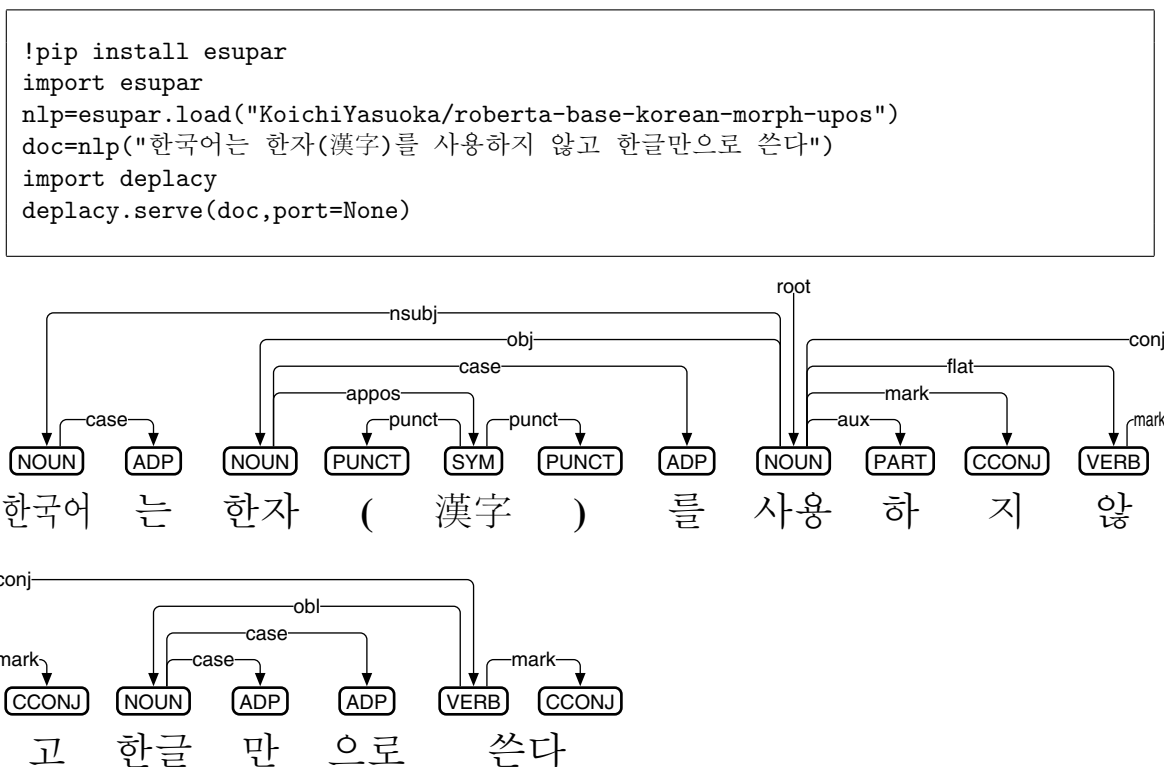 !pip install esupar
import esupar
nlp=esupar.load("KoichiYasuoka/roberta-base-korean-morph-upos")
doc=nlp("한국어는 한자(漢字)를 사용하지 않고 한글만으로 쓴다")
import deplacy
deplacy.serve(doc,port=None)
root
nsubj
obj conj
case flat
appos mark
case punct punct aux mark
NOUN ADP NOUN PUNCT SYM PUNCT ADP NOUN PART CCONJ VERB
한국어 는 한자 ( 漢字 ) 를 사용 하 지 않
conj
obl
case
mark case mark
CCONJ NOUN ADP ADP VERB CCONJ
고 한글 만 으로 쓴다